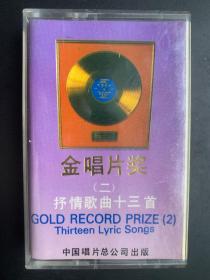 金唱片奖
（二）
抒情歌曲十三首
GOLD RECORD PRIZE (2)
Thirteen Lyric Songs
中国唱片总公司出版